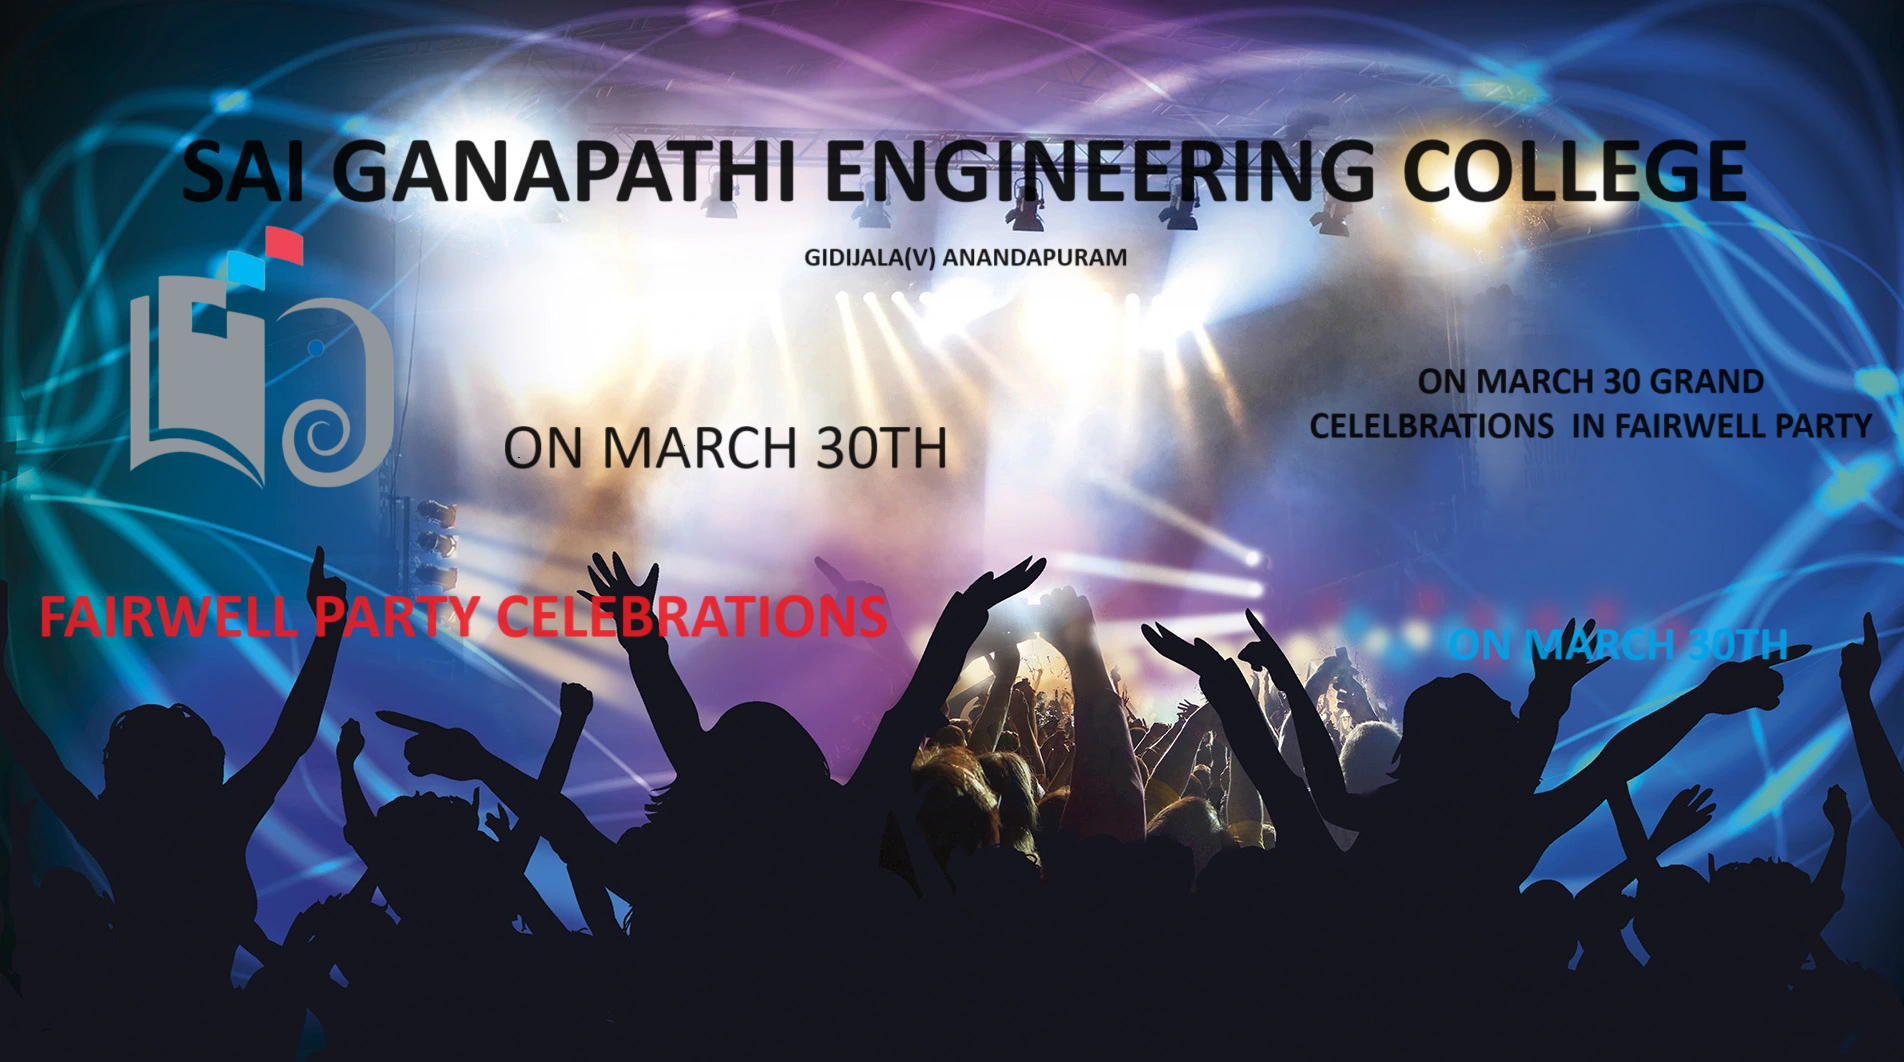 SAI GANAPATHI ENGINEERING COLLEGE
GIDIJALA(V) ANANDAPURAM
ON MARCH 30 GRAND
CELELBRATIONS IN FAIRWELL PARTY
ON MARCH 30TH
FAIRWELL PARTY CELEBRATIONS
ON MARCH 30TH